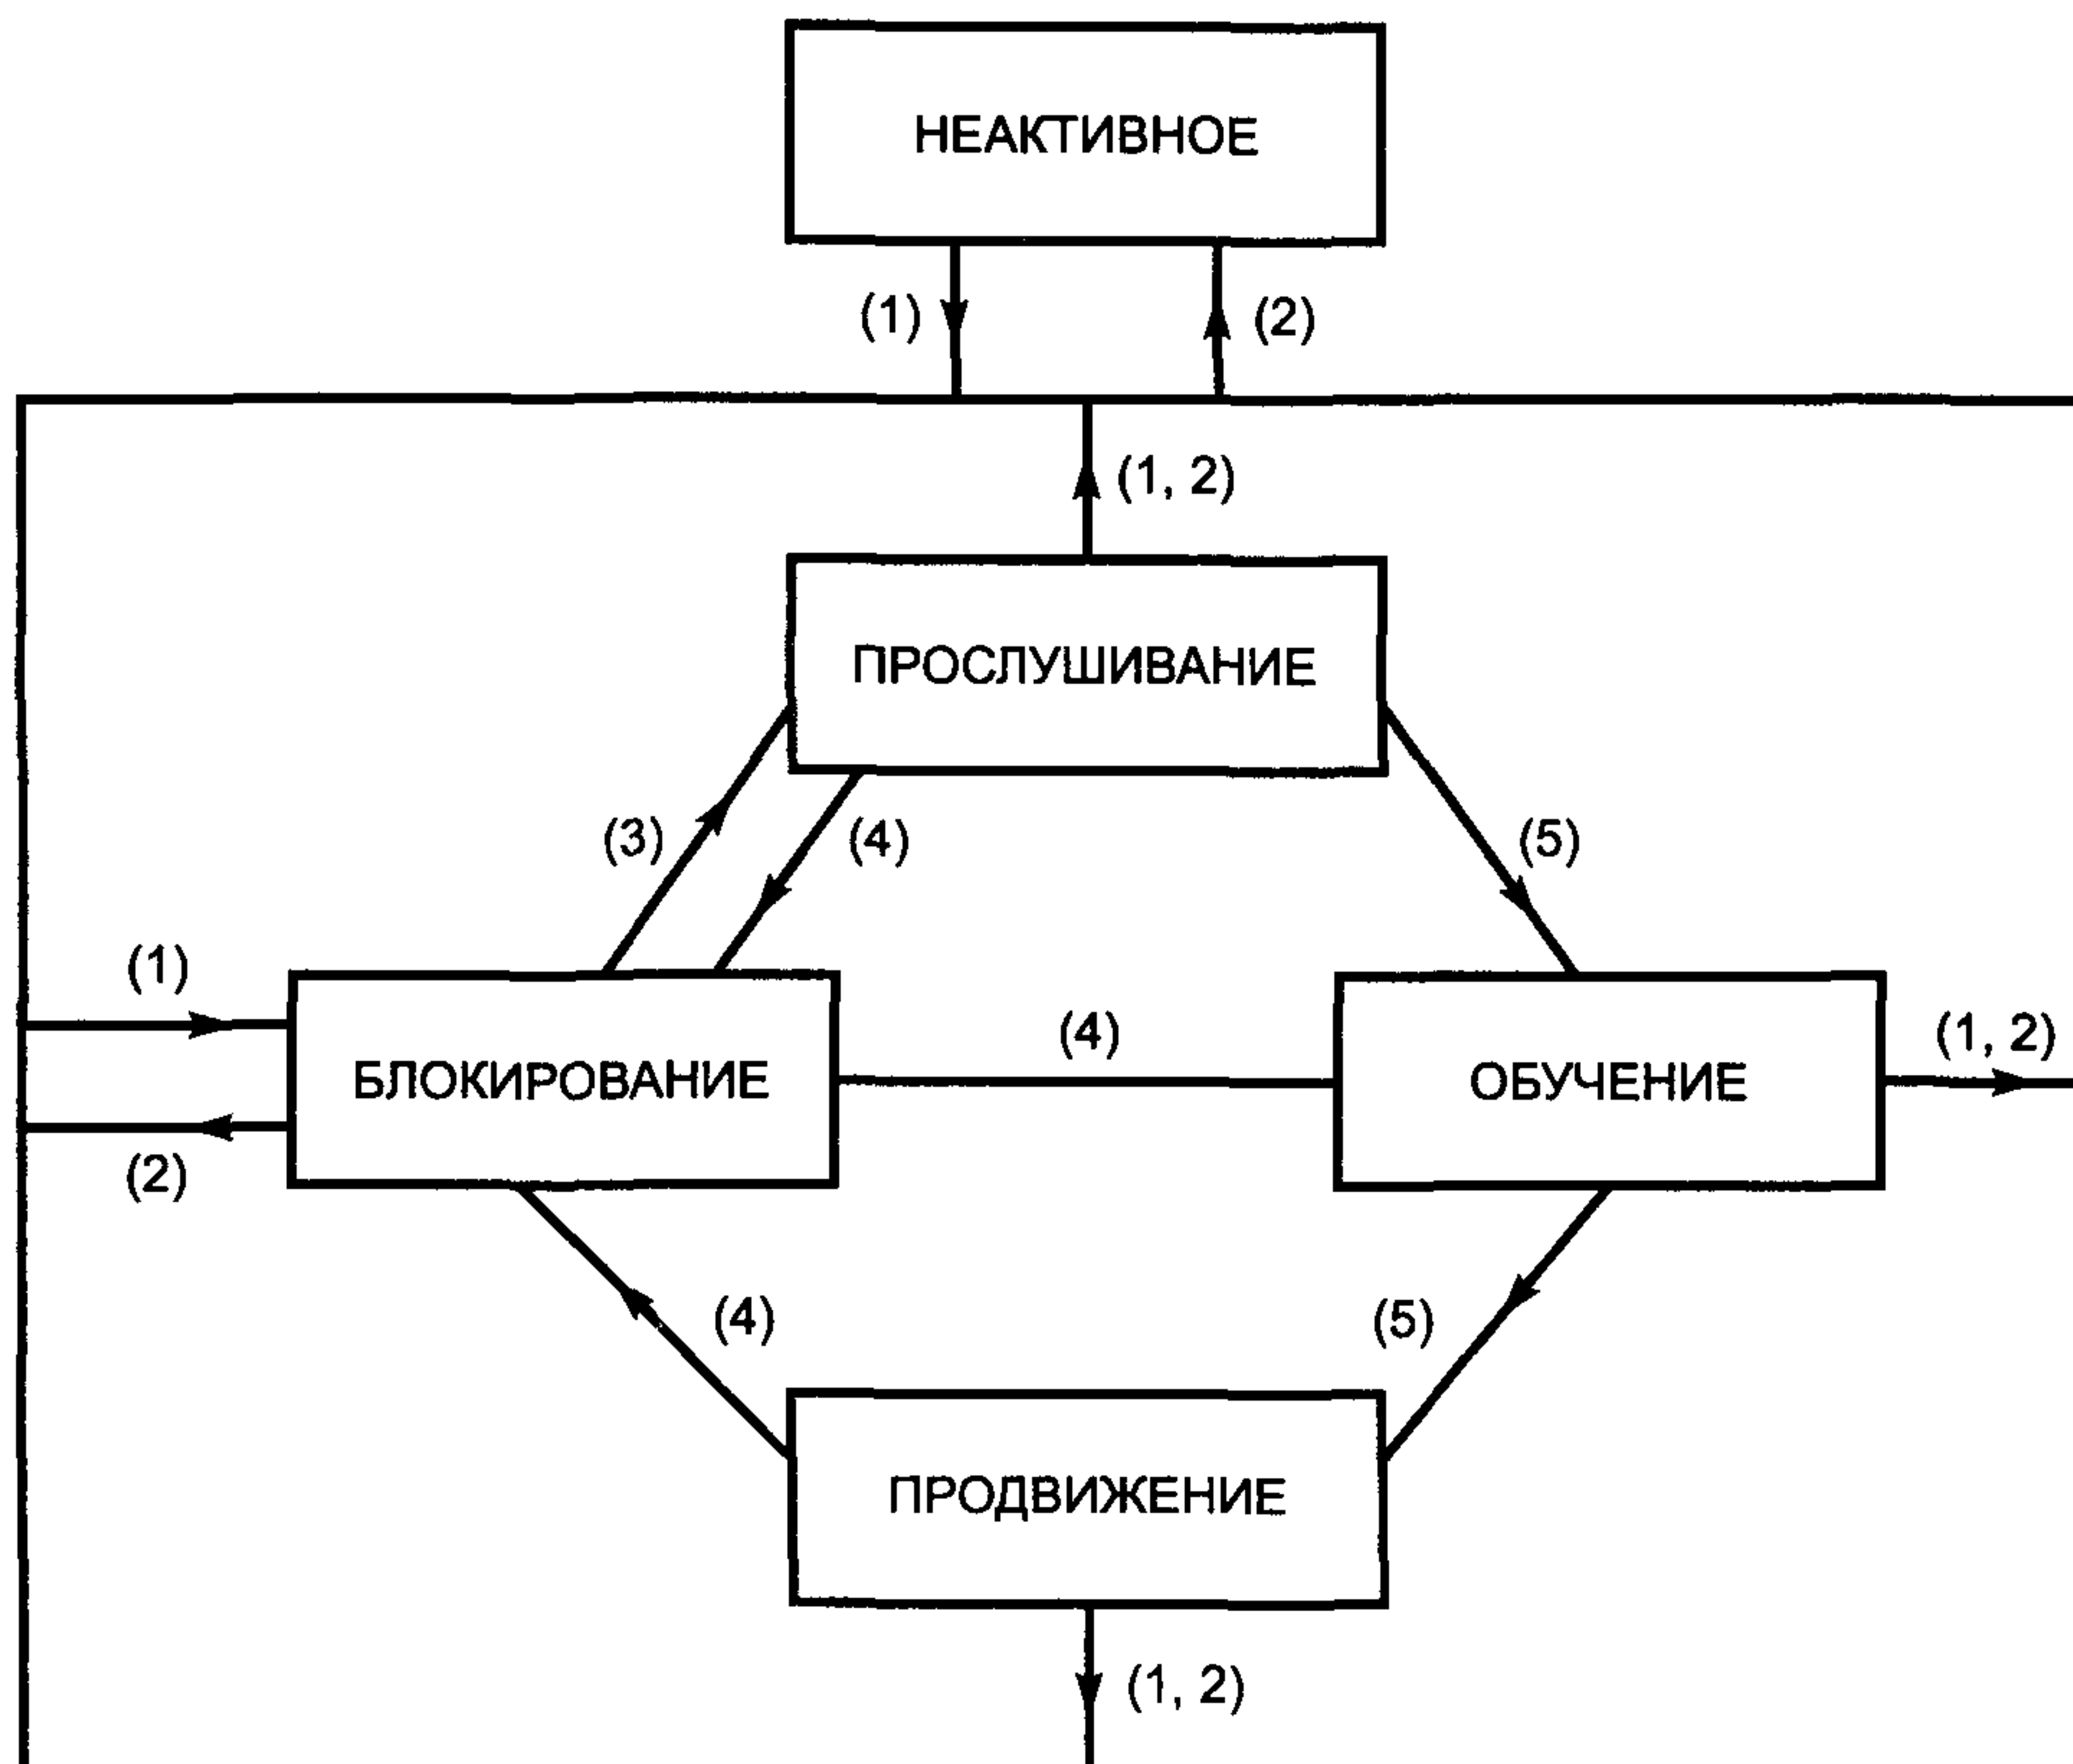 НЕАКТИВНОЕ
(1)
(2)
(1, 2)
ПРОСЛУШИВАНИЕ
(3)
(4)
(5)
(1)
БЛОКИРОВАНИЕ
(4)
ОБУЧЕНИЕ
(1, 2)
(2)
(4)
(5)
ПРОДВИЖЕНИЕ
(1, 2)